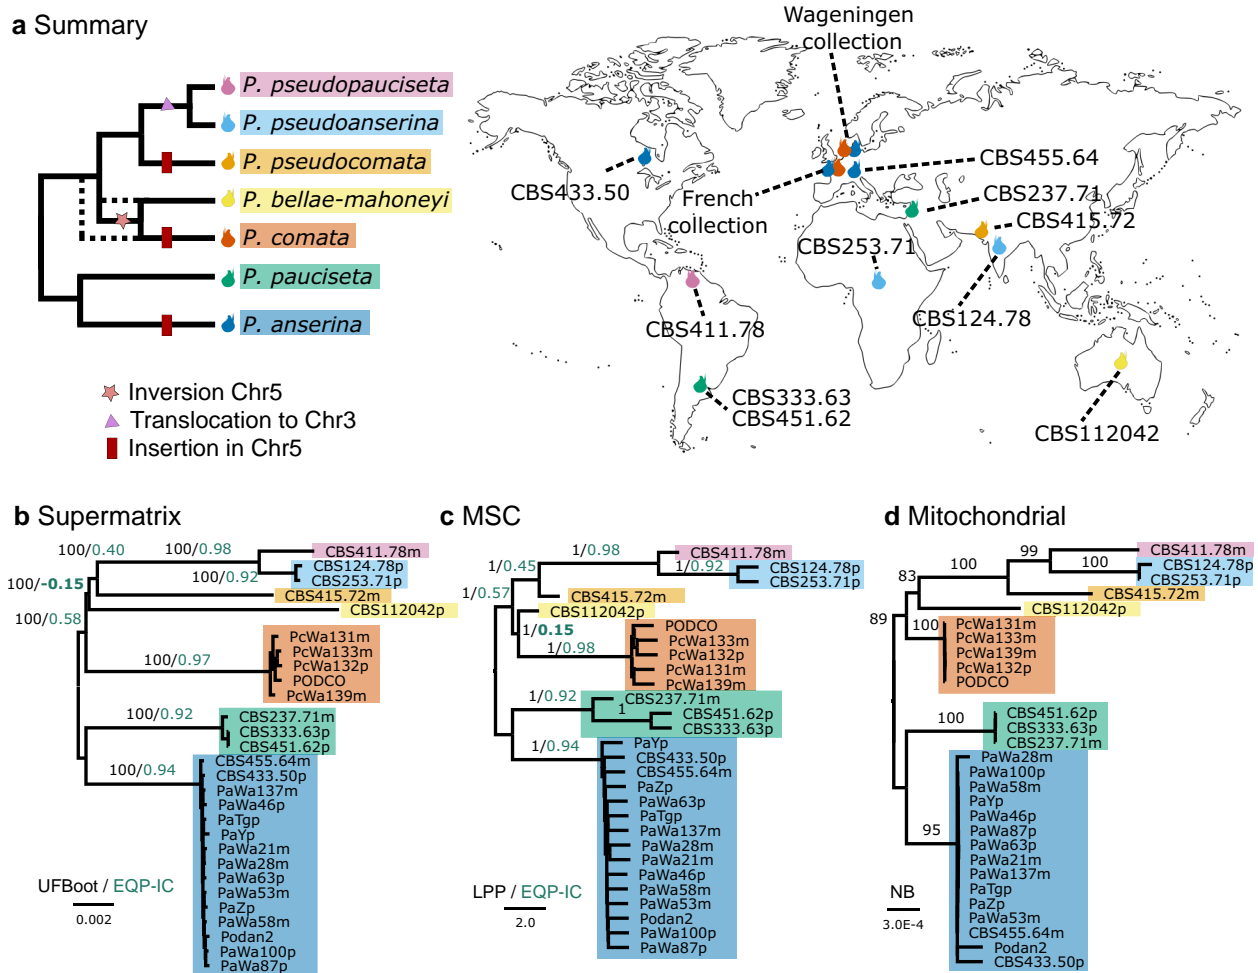 a Summary
P. pseudopauciseta
P. pseudoanserina
P. pseudocomata
P. bellae-mahoneyi
P. comata
P. pauciseta
P. anserina
Inversion Chr5
Translocation to Chr3
Insertion in Chr5
Wageningen
collection
CBS433.50
French
collection
CBS455.64
CBS237.71
CBS415.72
CBS253.71
CBS411.78
CBS124.78
CBS333.63
CBS451.62
CBS112042
b Supermatrix
100/0.40
100/0.98
CBS411.78m
100/0.92
CBS124.78p
CBS253.71p
100/-0.15
CBS415.72m
CBS112042p
100/0.58
PcWa131m
PcWa133m
100/0.97
PcWa132p
PODCO
PcWa139m
100/0.92
CBS237.71m
CBS333.63p
CBS451.62p
100/0.94
CBS455.64m
CBS433.50p
PaWa137m
PaWa46p
PaTgp
PaYp
PaWa21m
PaWa28m
PaWa63p
PaWa53m
PaZp
PaWa58m
Podan2
PaWa100p
PaWa87p
UFBoot / EQP-IC
0.002
c MSC
1/0.98
CBS411.78m
1/0.45
1/0.92
CBS124.78p
CBS253.71p
1/0.57
CBS415.72m
CBS112042p
1/0.15
1/0.98
PODCO
PcWa133m
PcWa132p
PcWa131m
PcWa139m
1/0.92
CBS237.71m
1
CBS451.62p
CBS333.63p
1/0.94
PaYp
CBS433.50p
CBS455.64m
PaZp
PaWa63p
PaTgp
PaWa137m
PaWa28m
PaWa21m
PaWa46p
PaWa58m
PaWa53m
Podan2
PaWa100p
PaWa87p
LPP / EQP-IC
2.0
d Mitochondrial
99
CBS411.78m
100
100
CBS124.78p
CBS253.71p
83
CBS415.72m
CBS112042p
89
100
PcWa131m
PcWa133m
PcWa139m
PcWa132p
PODCO
100
CBS451.62p
CBS333.63p
CBS237.71m
95
PaWa28m
PaWa100p
PaWa58m
PaYp
PaWa46p
PaWa87p
PaWa63p
PaWa21m
PaWa137m
PaTgp
PaZp
PaWa53m
CBS455.64m
Podan2
CBS433.50p
NB
3.0E-4